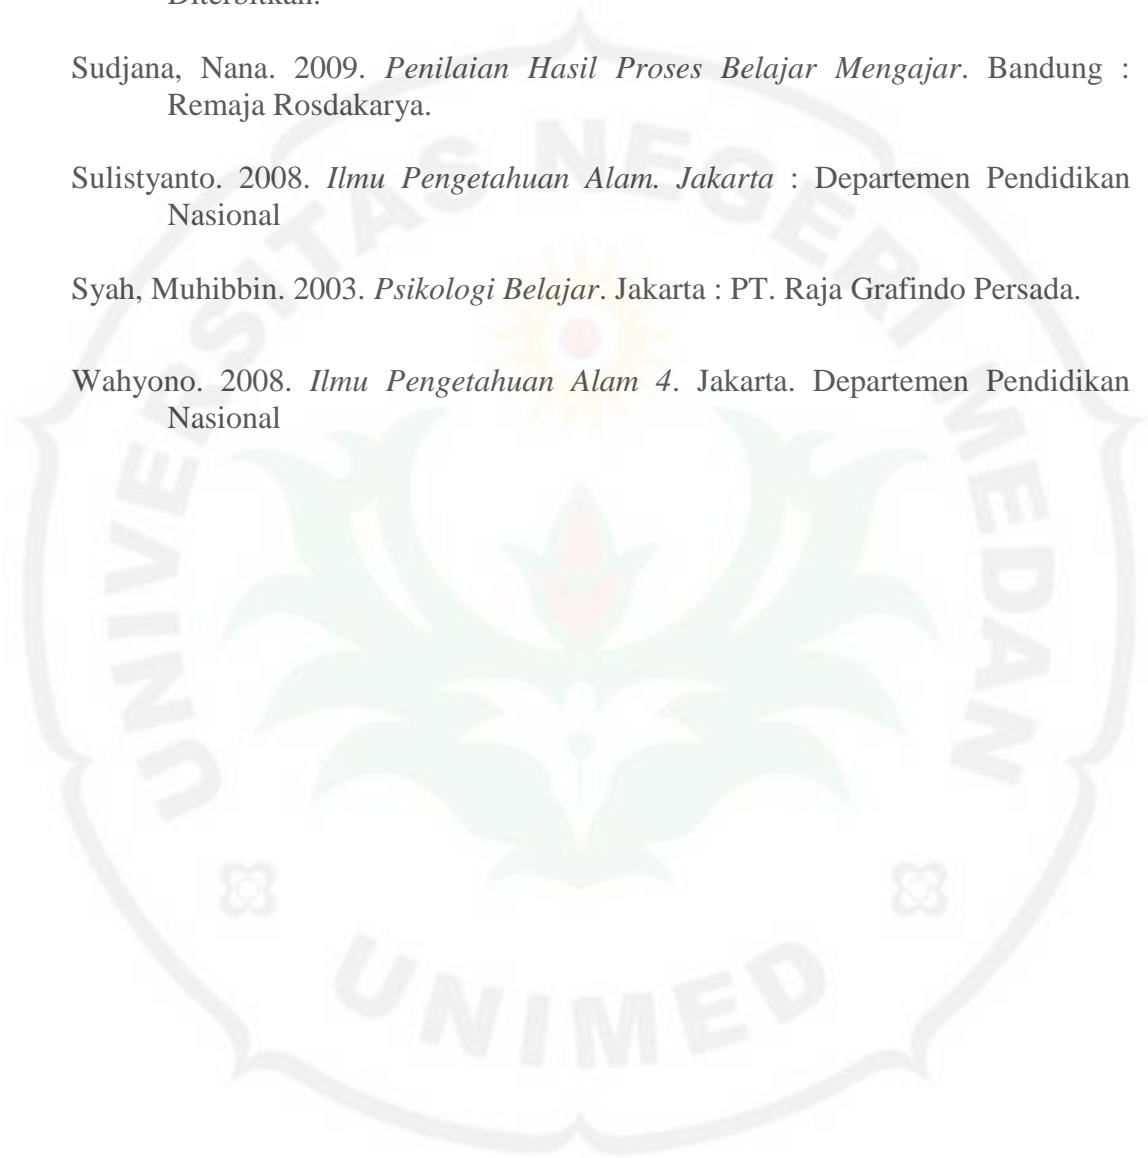 Diterbitkan.
Sudjana, Nana. 2009. Penilaian Hasil Proses Belajar Mengajar. Bandung :
Remaja Rosdakarya.
Sulistyanto. 2008. Ilmu Pengetahuan Alam. Jakarta : Departemen Pendidikan
Nasional
Syah, Muhibbin. 2003. Psikologi Belajar. Jakarta : PT. Raja Grafindo Persada.
Wahyono. 2008. Ilmu Pengetahuan Alam 4. Jakarta. Departemen Pendidikan
Nasional
UNIVERSITAS NEGERI MEDAN
UNIMED